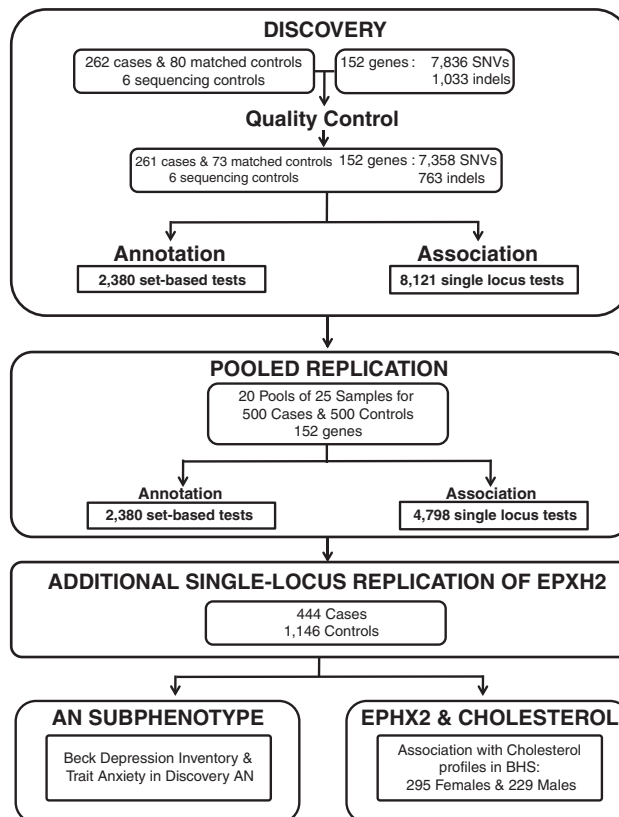 DISCOVERY
262 cases & 80 matched controls
6 sequencing controls
152 genes : 7,836 SNVs
1,033 indels
Quality Control
261 cases & 73 matched controls
6 sequencing controls
152 genes : 7,358 SNVs
763 indels
Annotation
2,380 set-based tests
Association
8,121 single locus tests
POOLED REPLICATION
20 Pools of 25 Samples for
500 Cases & 500 Controls
152 genes
Annotation
2,380 set-based tests
Association
4,798 single locus tests
ADDITIONAL SINGLE-LOCUS REPLICATION OF EPXH2
444 Cases
1,146 Controls
AN SUBPHENOTYPE
Beck Depression Inventory &
Trait Anxiety in Discovery AN
EPHX2 & CHOLESTEROL
Association with Cholesterol
profiles in BHS:
295 Females & 229 Males